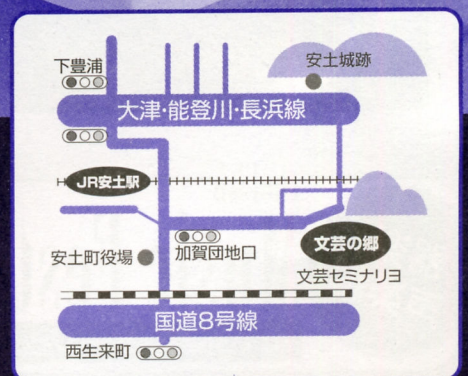 下豊浦
安土城跡
大津・能登川・長浜線
JR安土駅
加賀団地口
文芸の郷
安土町役場
文芸セミナリヨ
国道8号線
西生来町